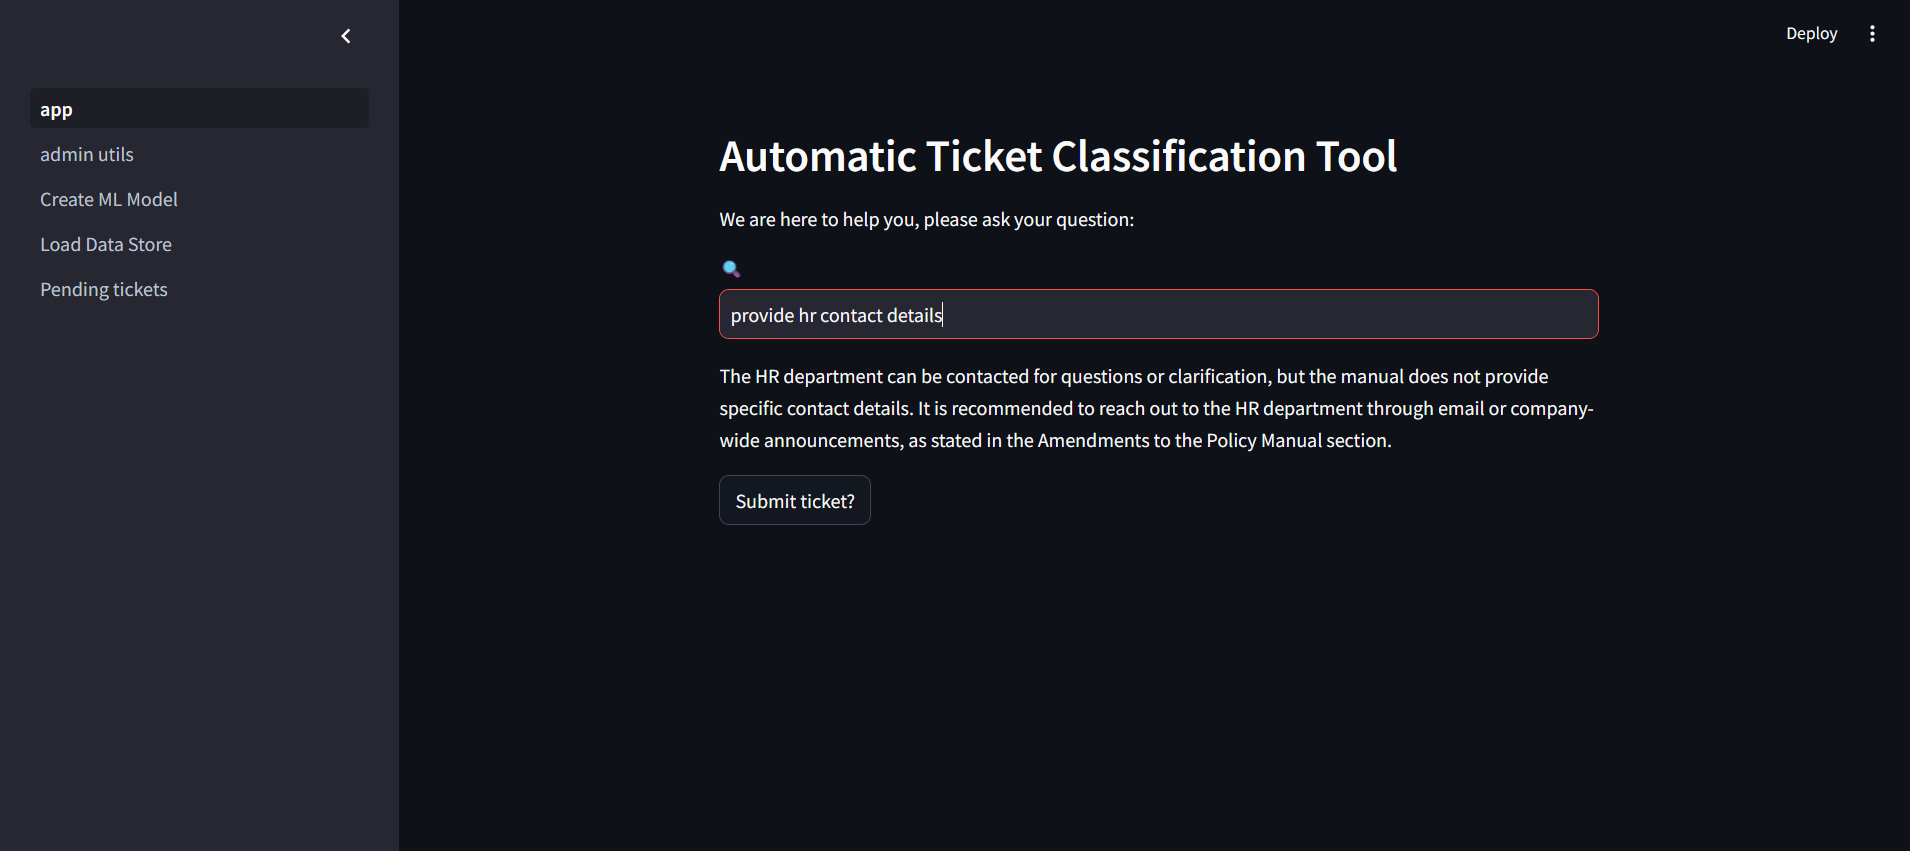 Deploy
app
admin utils
Create ML Model
Load Data Store
Pending tickets
Automatic Ticket Classification Tool
We are here to help you, please ask your question:
provide hr contact details
The HR department can be contacted for questions or clarification, but the manual does not provide
specific contact details. It is recommended to reach out to the HR department through email or company-
wide announcements, as stated in the Amendments to the Policy Manual section.
Submit ticket?